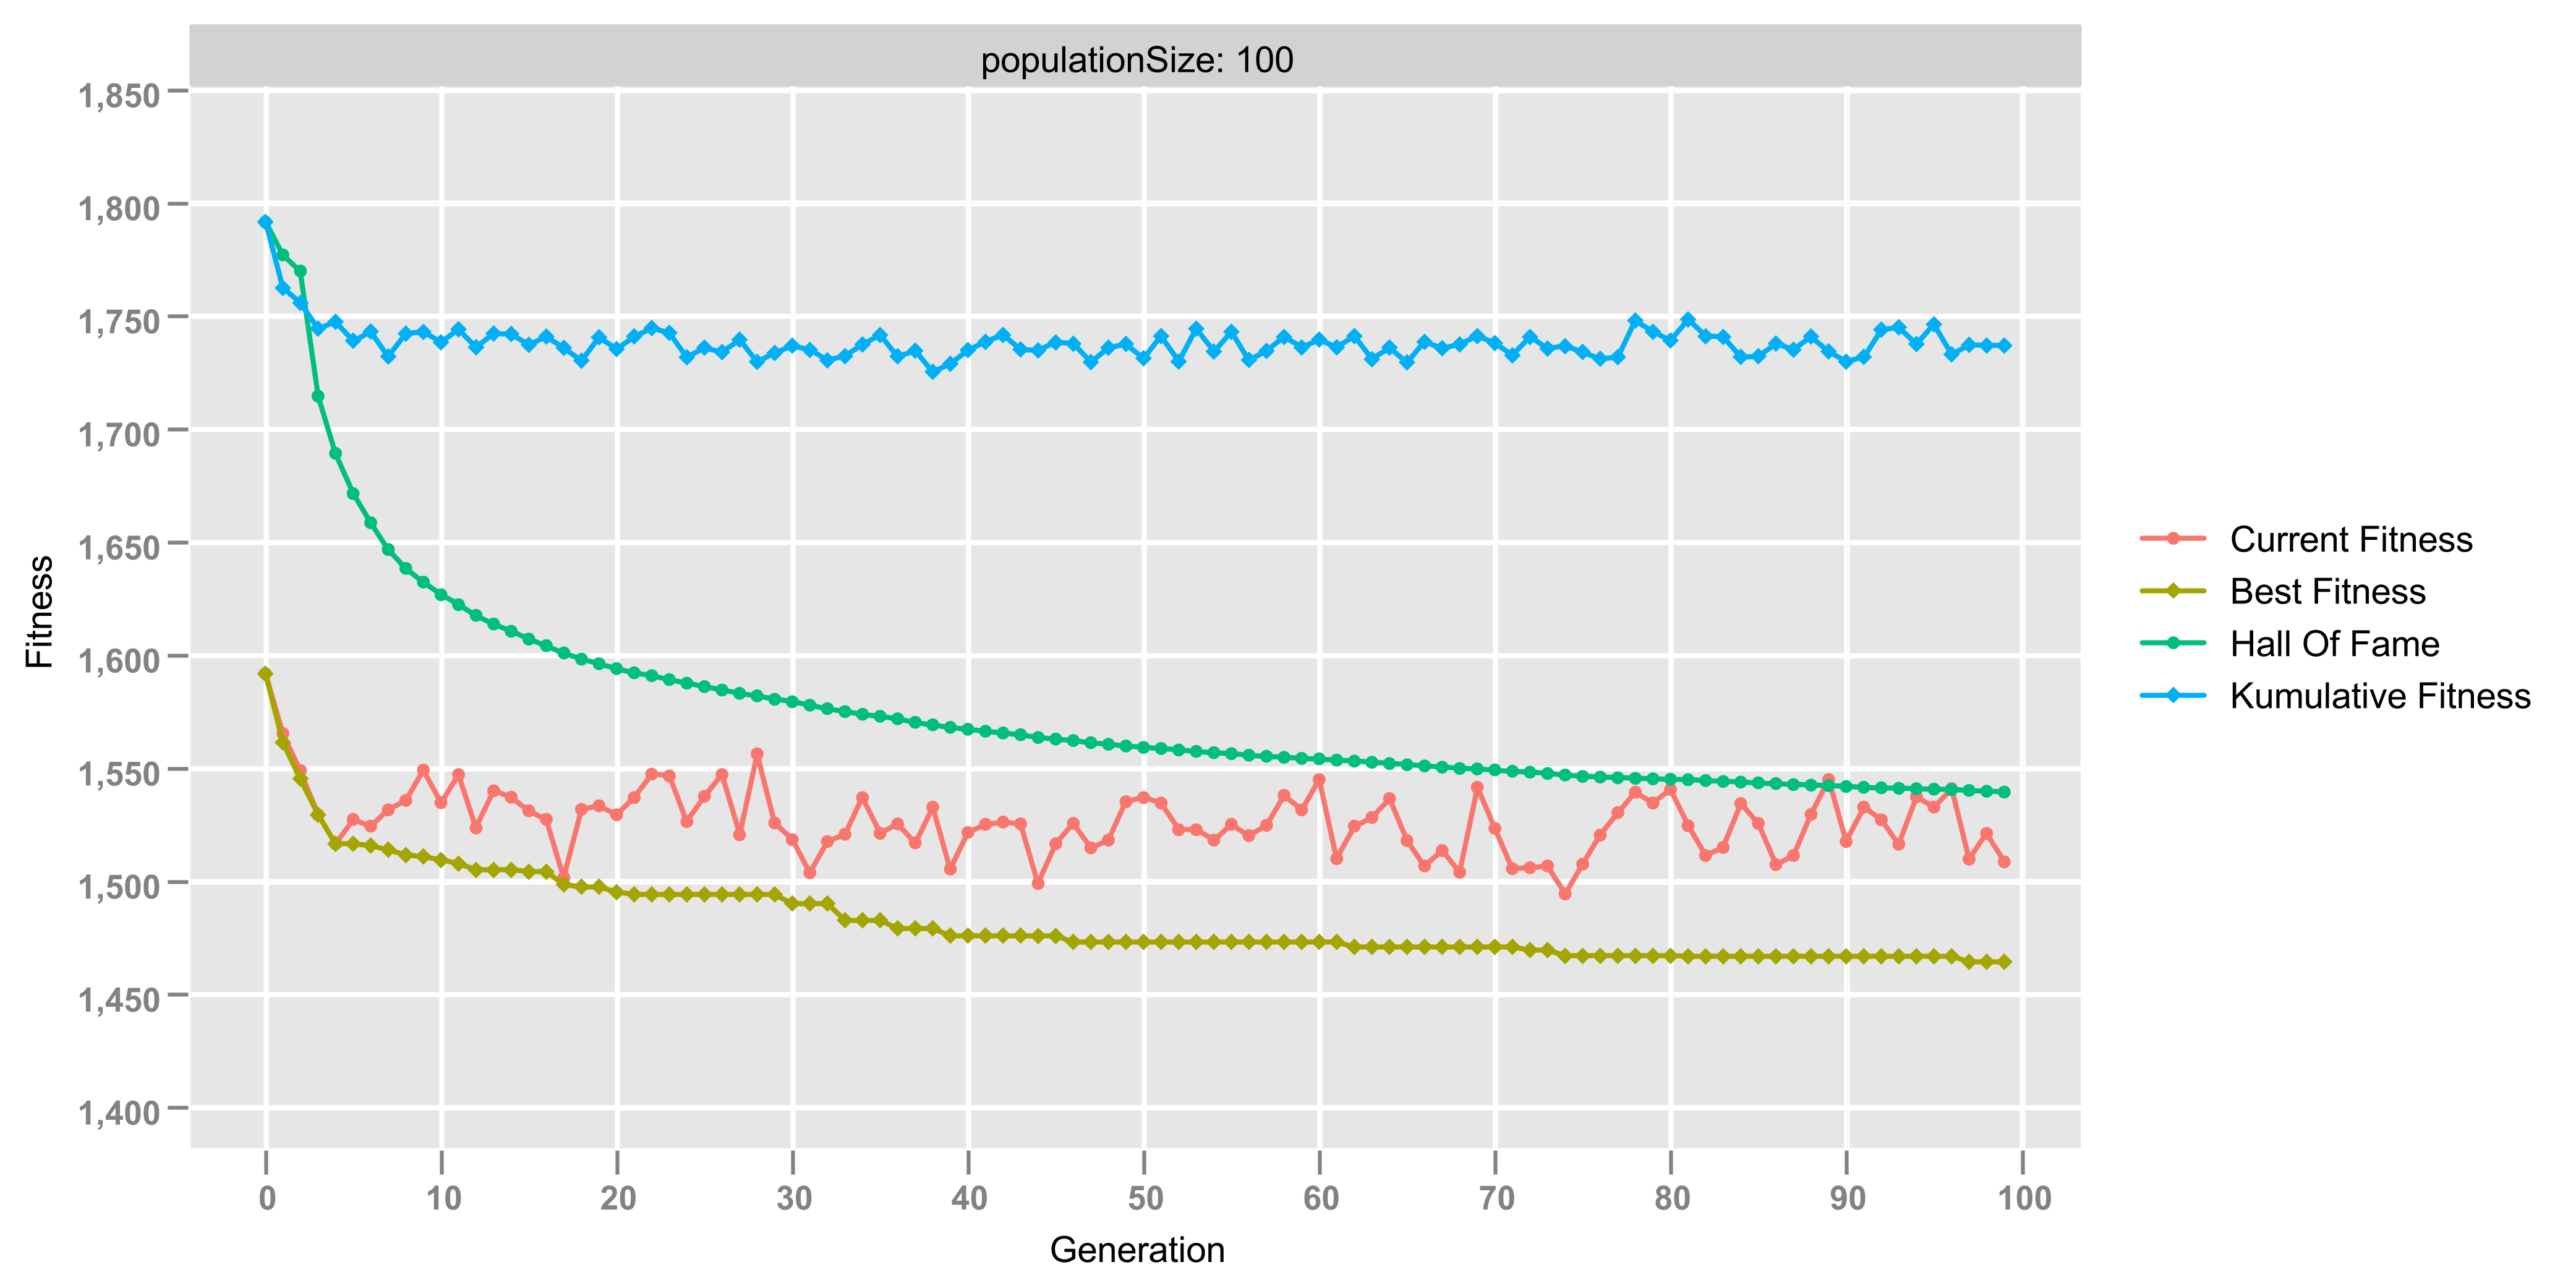 populationSize: 100
1,850
1,800
1,750
1,700
1,650
1,600
1,550
1,500
1,450
1,400
Fitness
0 10 20 30 40 50 60 70 80 90 100
Generation
Current Fitness
Best Fitness
Hall Of Fame
Kumulative Fitness